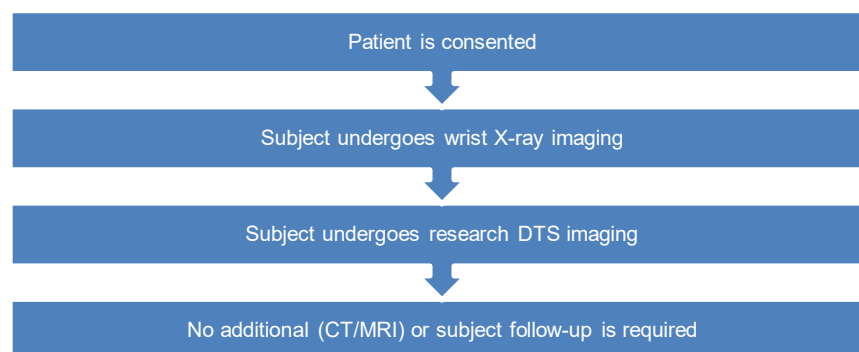 Patient is consented
Subject undergoes wrist X-ray imaging
Subject undergoes research DTS imaging
No additional (CT/MRI) or subject follow-up is required